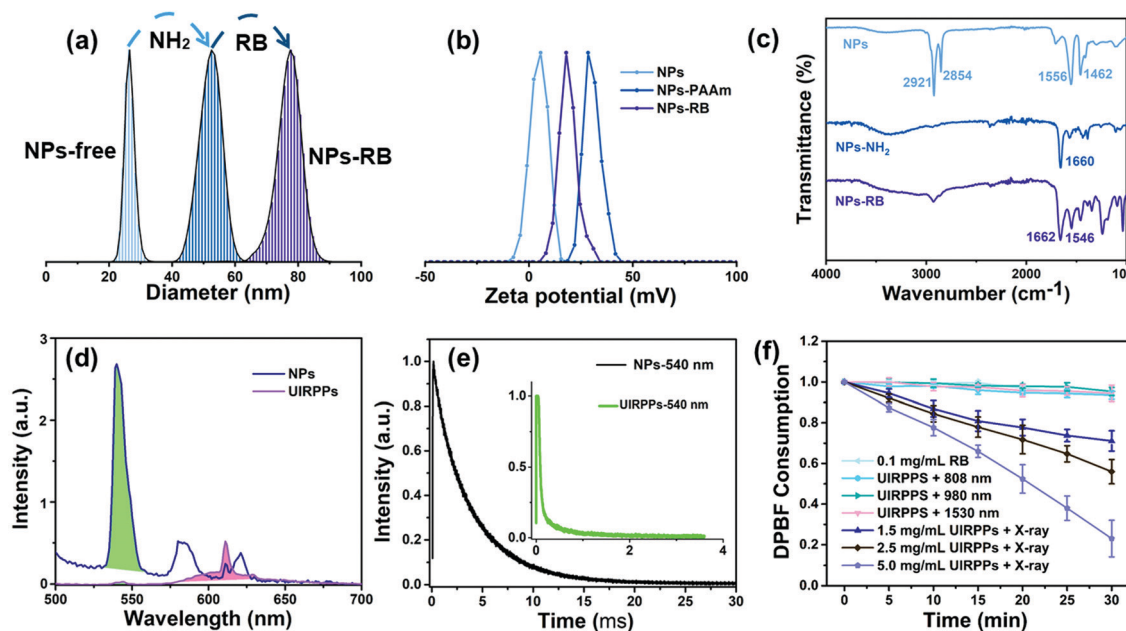 (a)
NH₂
RB
NPs-free
NPs-RB
0 20 40 60 80 100
Diameter (nm)
(b)
NPs
NPs-PAAm
NPs-RB
-50 0 50 100
Zeta potential (mV)
(c)
Transmittance (%)
NPs
2921
2854
1556
1462
NPs-NH₂
1660
NPs-RB
1662
1546
4000 3000 2000
Wavenumber (cm⁻¹)
(d)
Intensity (a.u.)
3
2
1
0
NPs
UIRPPs
500 550 600 650 700
Wavelength (nm)
(e)
Intensity (a.u.)
1.0
0.8
0.6
0.4
0.2
0.0
NPs-540 nm
UIRPPs-540 nm
1.0
0.5
0.0
0 2 4
0 5 10 15 20 25 30
Time (ms)
(f)
DPBF Consumption
1.2
1.0
0.8
0.6
0.4
0.2
0.0
0.1 mg/mL RB
UIRPPS + 808 nm
UIRPPS + 980 nm
UIRPPS + 1530 nm
1.5 mg/mL UIRPPs + X-ray
2.5 mg/mL UIRPPs + X-ray
5.0 mg/mL UIRPPs + X-ray
0 5 10 15 20 25 30
Time (min)